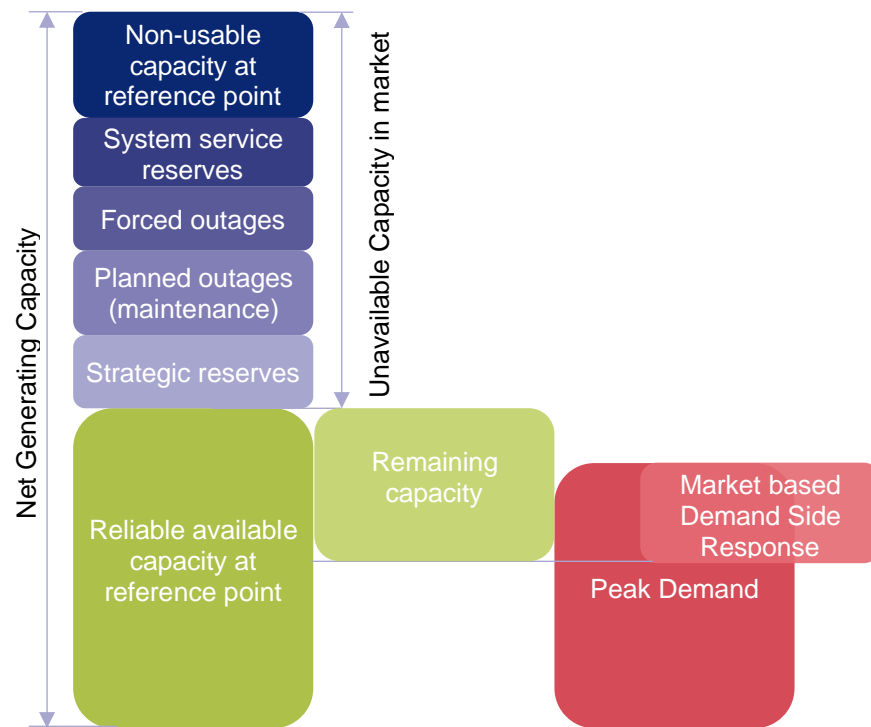 Net Generating Capacity
Non-usable
capacity at
reference point
System service
reserves
Forced outages
Planned outages
(maintenance)
Strategic reserves
Reliable available
capacity at
reference point
Unavailable Capacity in market
Remaining
capacity
Market based
Demand Side
Response
Peak Demand